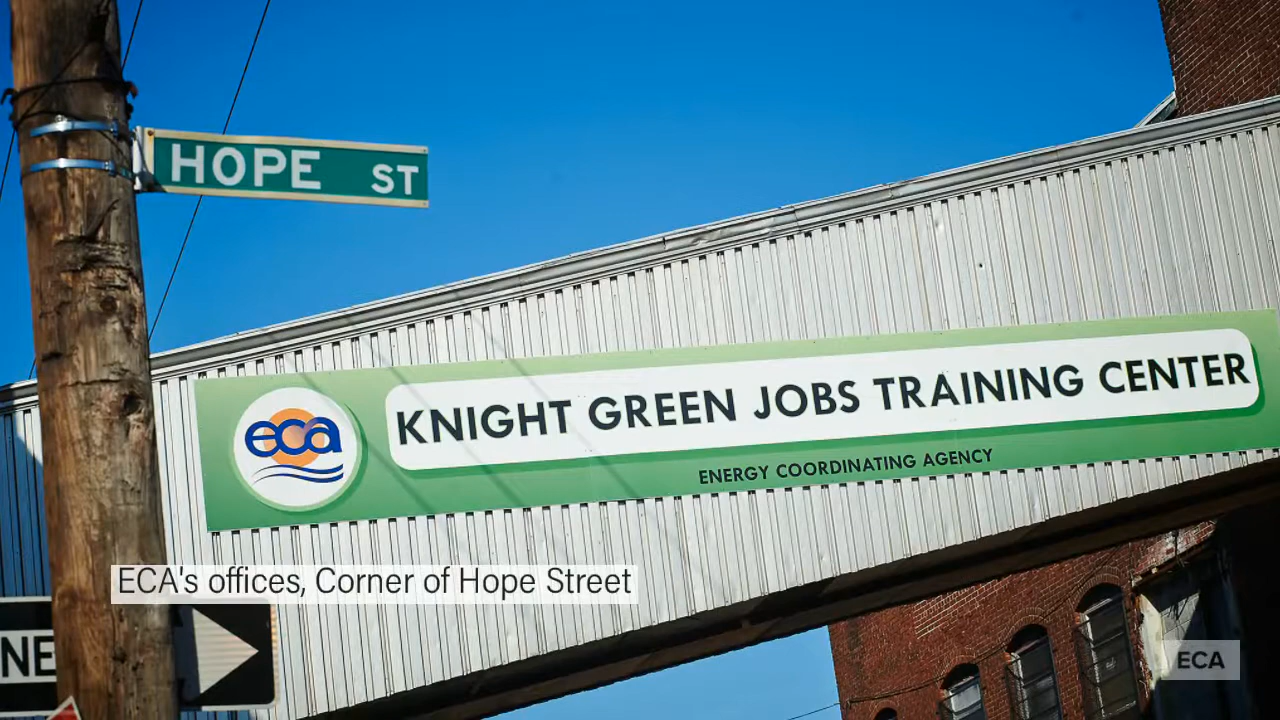 HOPE ST
eca
KNIGHT GREEN JOBS TRAINING CENTER
ENERGY COORDINATING AGENCY
ECA's offices, Corner of Hope Street
NE
ECA